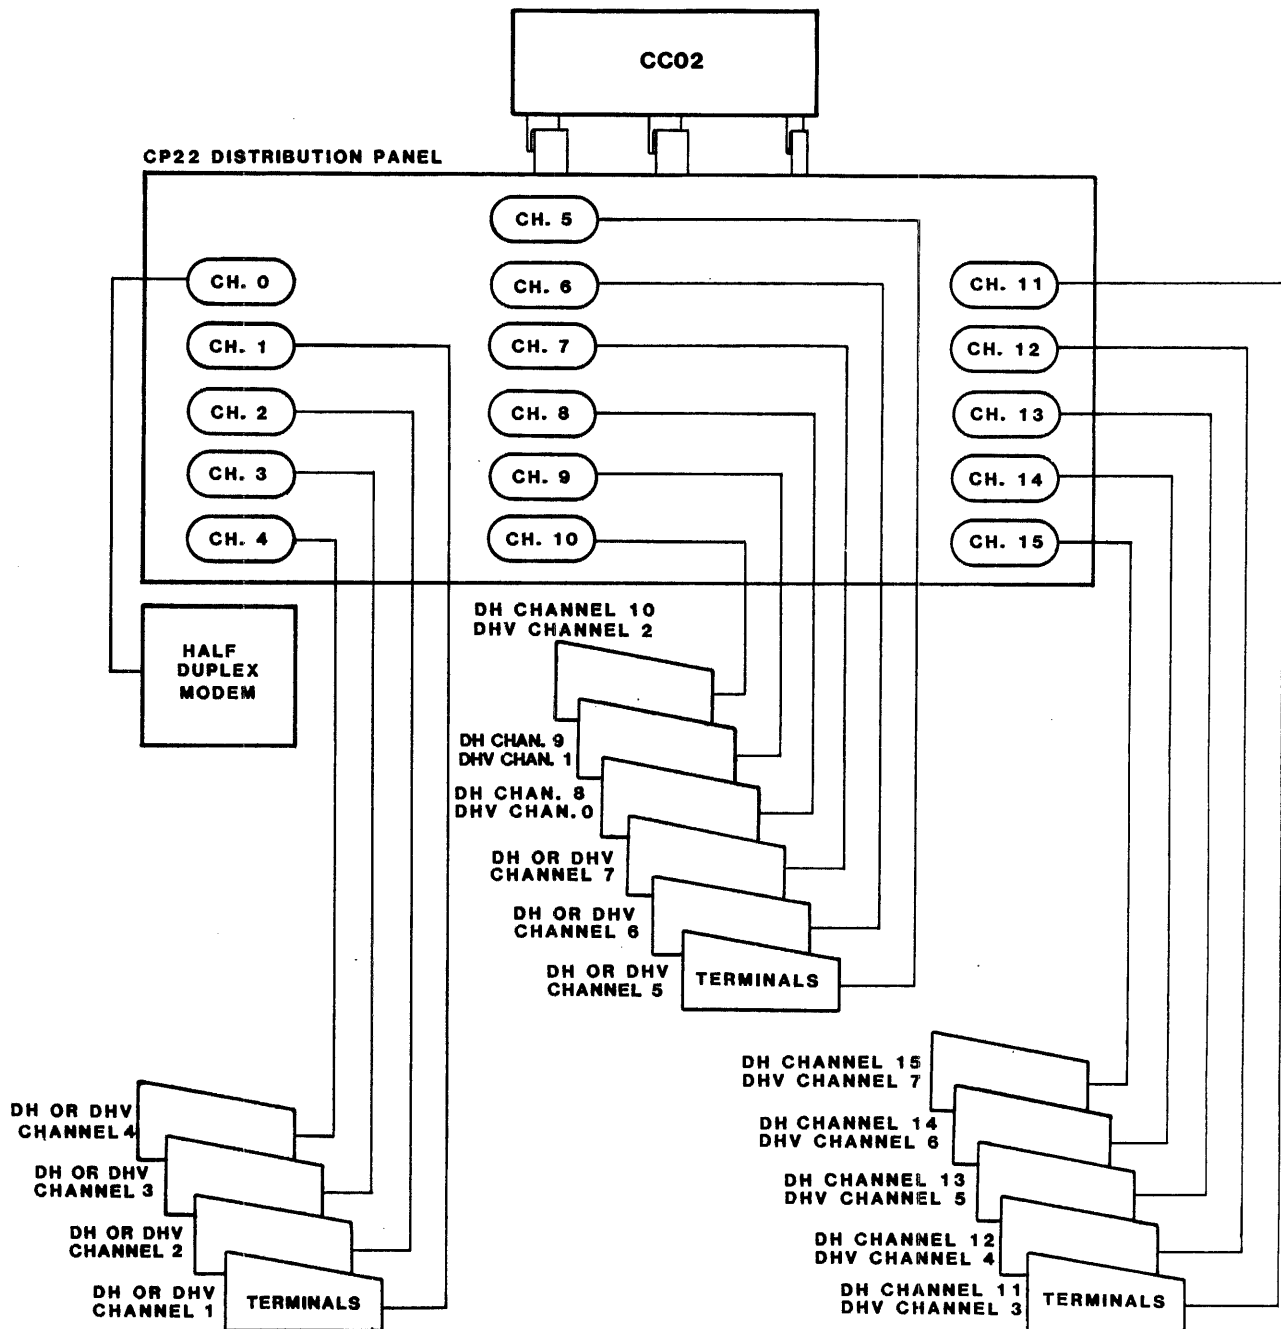 CC02
CP22 DISTRIBUTION PANEL
CH. 0
CH. 1
CH. 2
CH. 3
CH. 4
CH. 5
CH. 6
CH. 7
CH. 8
CH. 9
CH. 10
CH. 11
CH. 12
CH. 13
CH. 14
CH. 15
HALF
DUPLEX
MODEM
DH CHANNEL 10
DHV CHANNEL 2
DH CHAN. 9
DHV CHAN. 1
DH CHAN. 8
DHV CHAN. 0
DH OR DHV
CHANNEL 7
DH OR DHV
CHANNEL 6
DH OR DHV
CHANNEL 5
TERMINALS
DH OR DHV
CHANNEL 4
DH OR DHV
CHANNEL 3
DH OR DHV
CHANNEL 2
DH OR DHV
CHANNEL 1
TERMINALS
DH CHANNEL 15
DHV CHANNEL 7
DH CHANNEL 14
DHV CHANNEL 6
DH CHANNEL 13
DHV CHANNEL 5
DH CHANNEL 12
DHV CHANNEL 4
DH CHANNEL 11
DHV CHANNEL 3
TERMINALS